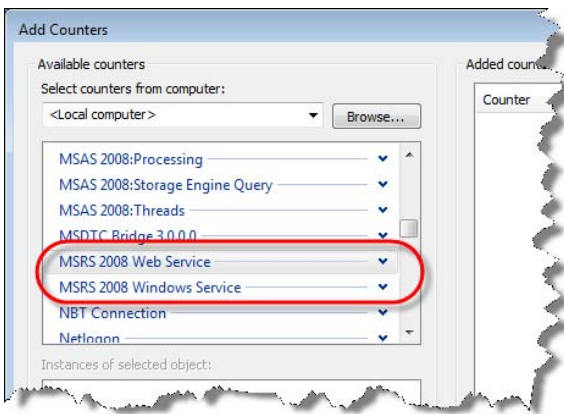 Add Counters
Available counters
Select counters from computer:
<Local computer>
Browse...
MSAS 2008:Processing
MSAS 2008:Storage Engine Query
MSAS 2008:Threads
MSDTC Bridge 3.0.0.0
MSRS 2008 Web Service
MSRS 2008 Windows Service
NBT Connection
Netlogon
Instances of selected object:
Added
Counter